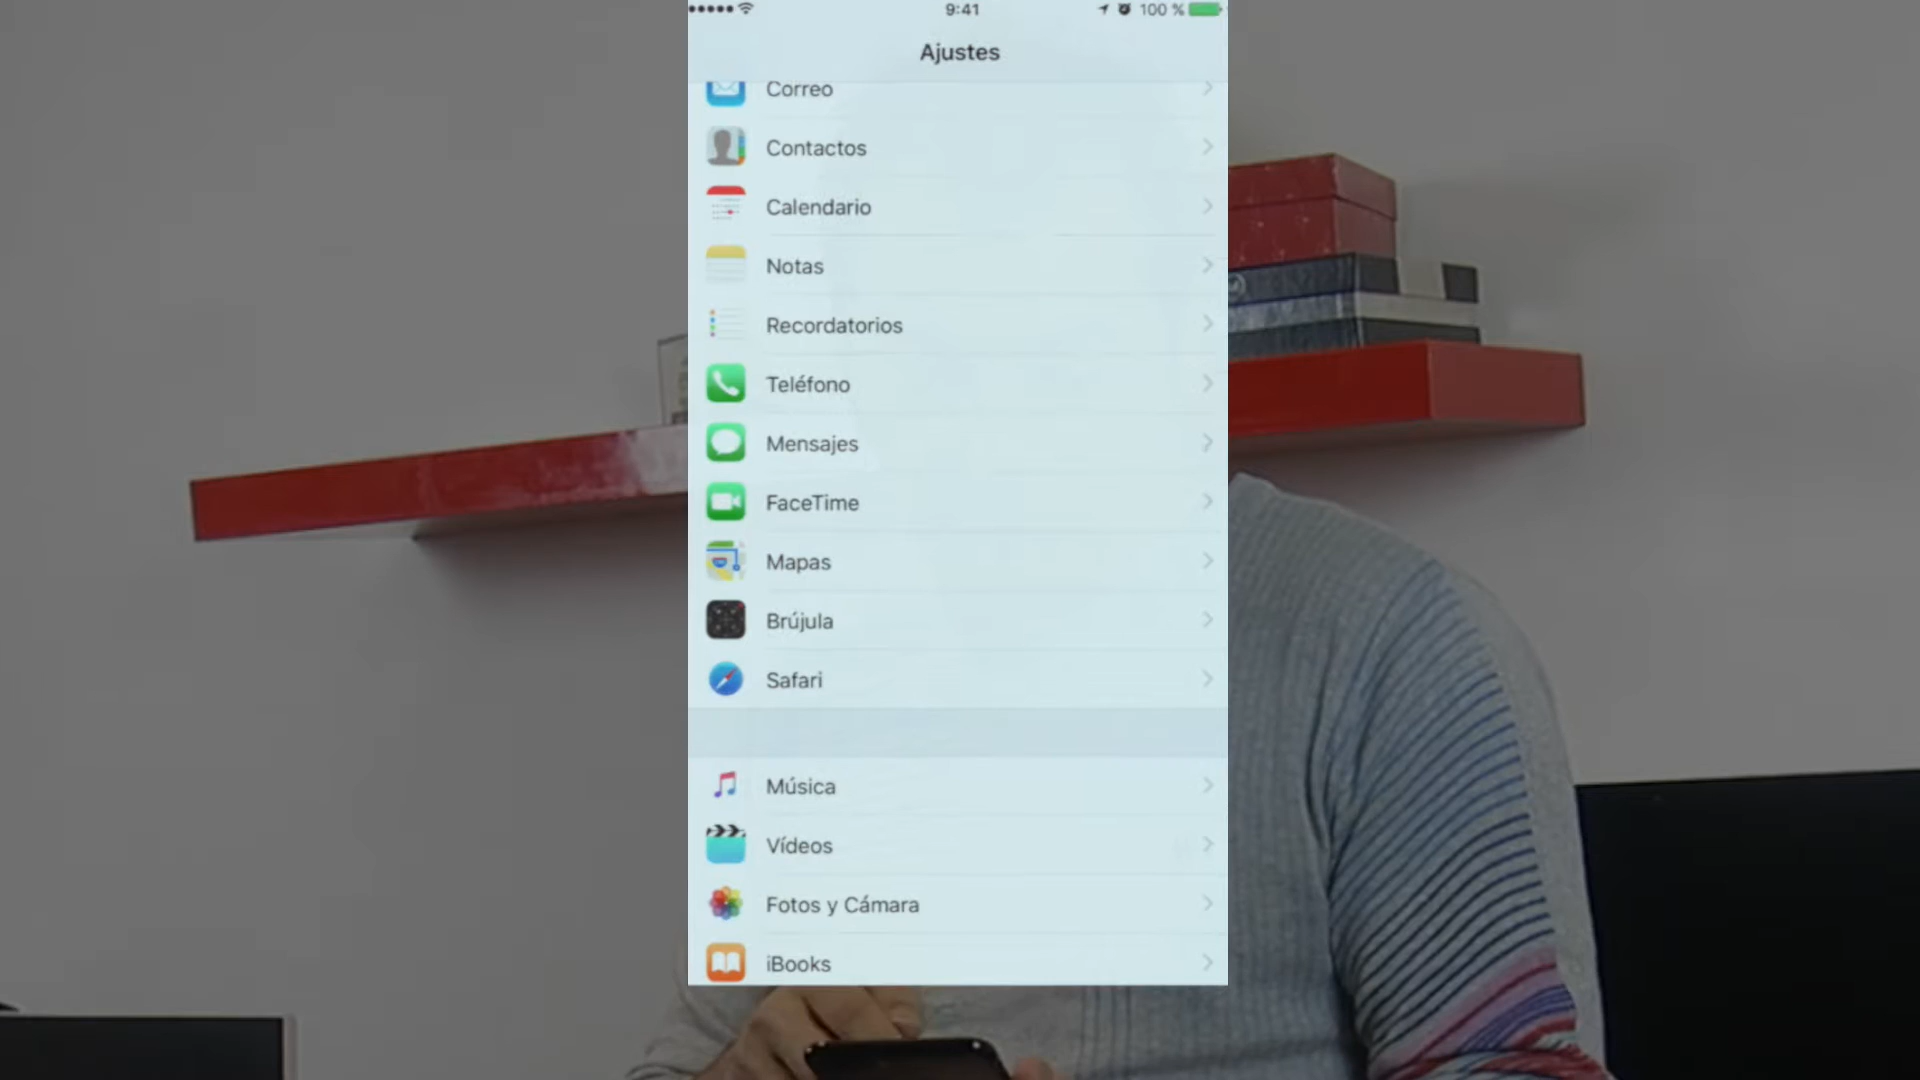 9:41
100 %
Ajustes
Correo
Contactos
Calendario
Notas
Recordatorios
Teléfono
Mensajes
FaceTime
Mapas
Brújula
Safari
Música
Vídeos
Fotos y Cámara
iBooks